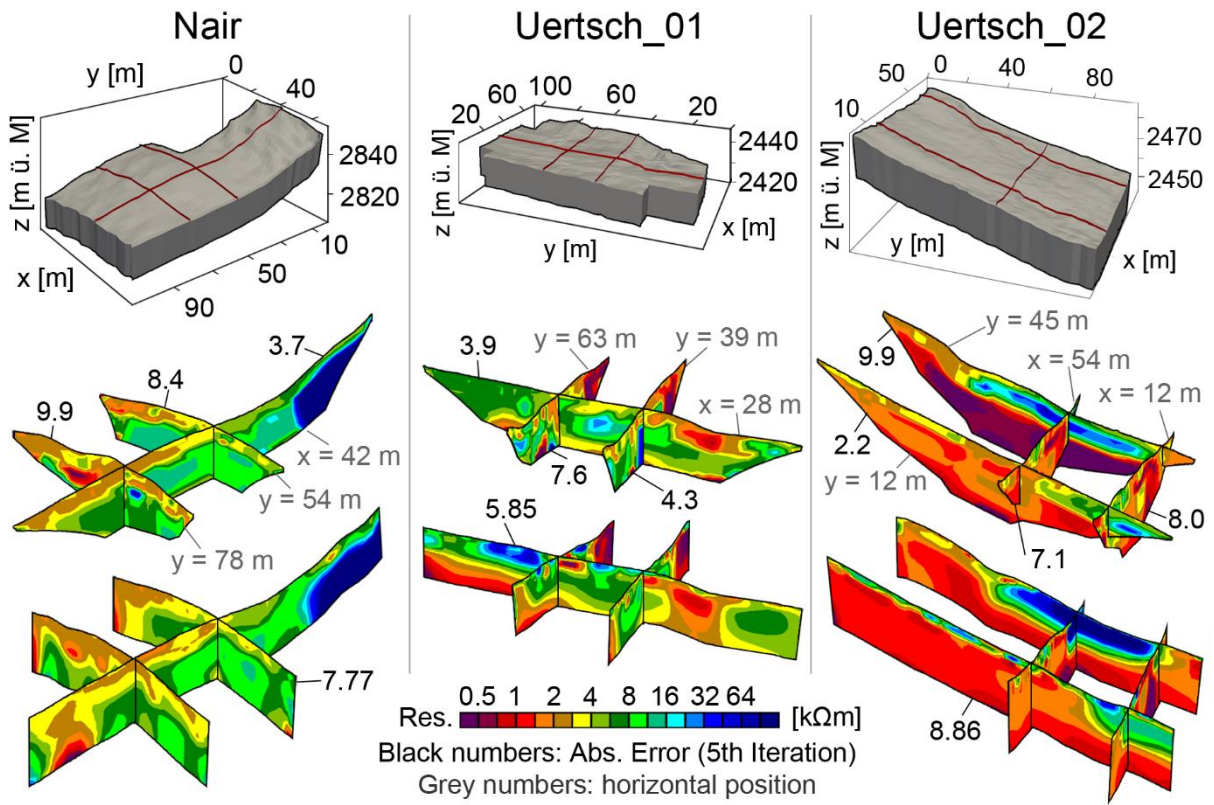 Nair
Uertsch_01
Uertsch_02
y [m]
0
40
2840
2820
z [m ü. M]
x [m]
10
50
90
20
60
100
60
20
2440
2420
z [m ü. M]
x [m]
y [m]
50
10
0
40
80
2470
2450
z [m ü. M]
y [m]
x [m]
3.7
8.4
9.9
x = 42 m
y = 54 m
y = 78 m
7.77
3.9
y = 63 m
y = 39 m
x = 28 m
7.6
4.3
5.85
y = 45 m
9.9
x = 54 m
x = 12 m
2.2
y = 12 m
8.0
7.1
8.86
0.5 1 2 4 8 16 32 64
Res. [kΩm]
Black numbers: Abs. Error (5th Iteration)
Grey numbers: horizontal position